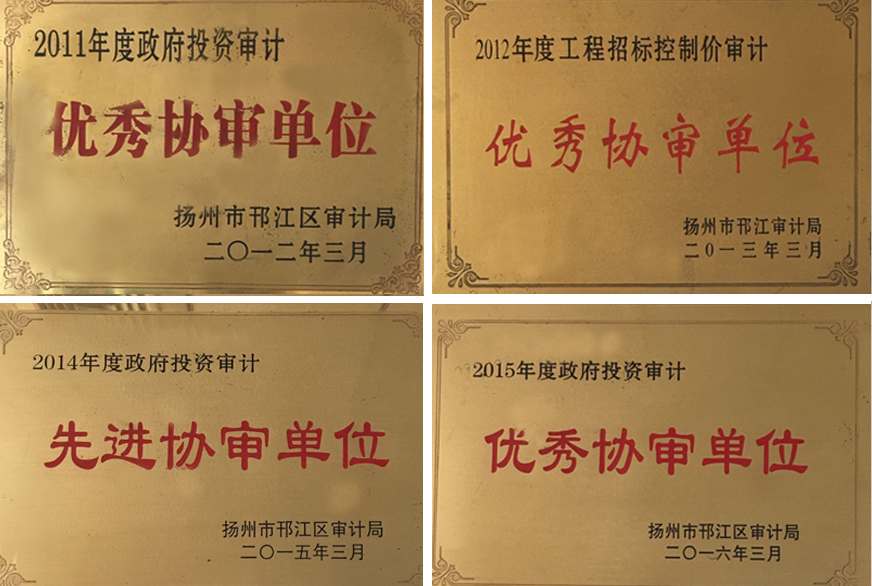 2011年度政府投资审计
优秀协审单位
扬州市邗江区审计局
二〇一二年三月
2012年度工程招标控制价审计
优秀协审单位
扬州市邗江审计局
二0一三年三月
2014年度政府投资审计
先进协审单位
扬州市邗江区审计局
二〇一五年三月
2015年度政府投资审计
优秀协审单位
扬州市邗江区审计局
二〇一六年三月